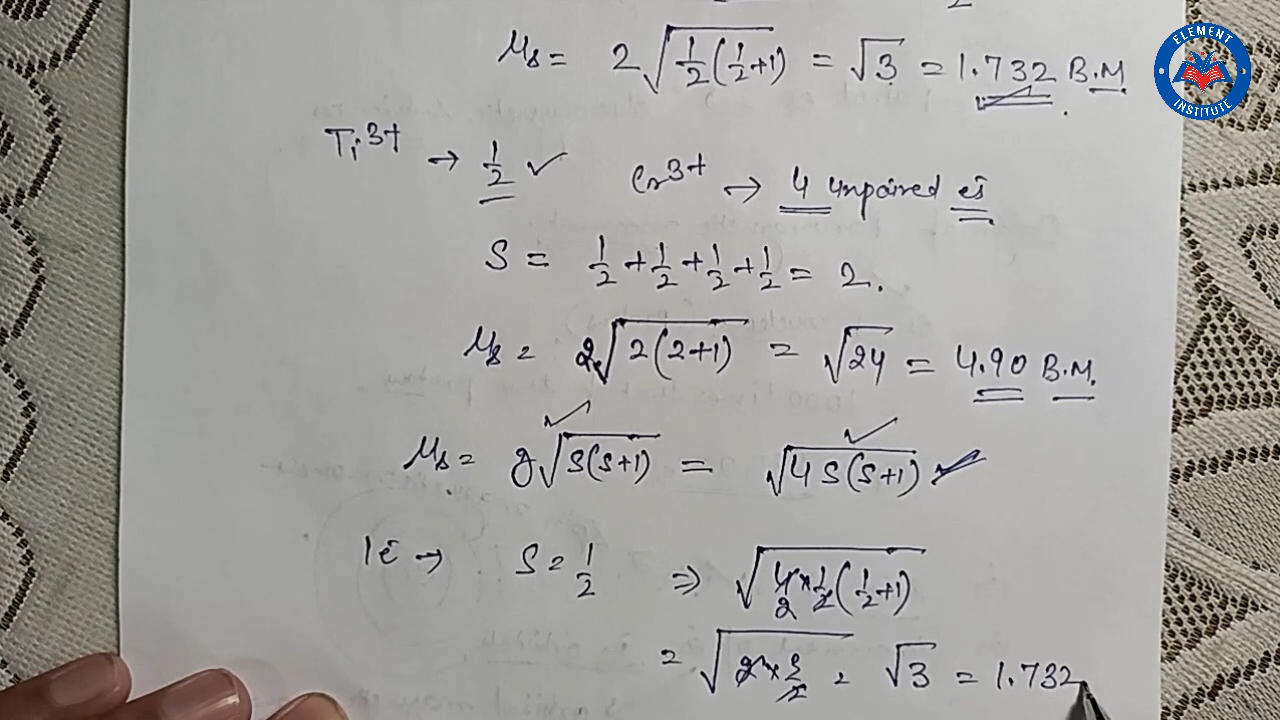 μs = 2√(1/2(1/2+1)) = √3 = 1.732 B.M
ELEMENT INSTITUTE
Ti3+ → 1/2 ✓ Cr3+ → 4 unpaired es
S = 1/2 + 1/2 + 1/2 + 1/2 = 2.
μs = 2√(2(2+1)) = √24 = 4.90 B.M.
μs = g√(S(S+1)) = √(4S(S+1))
1e → S = 1/2 ⇒ √(4×1/2(1/2+1))
= √(2×3/2) = √3 = 1.732